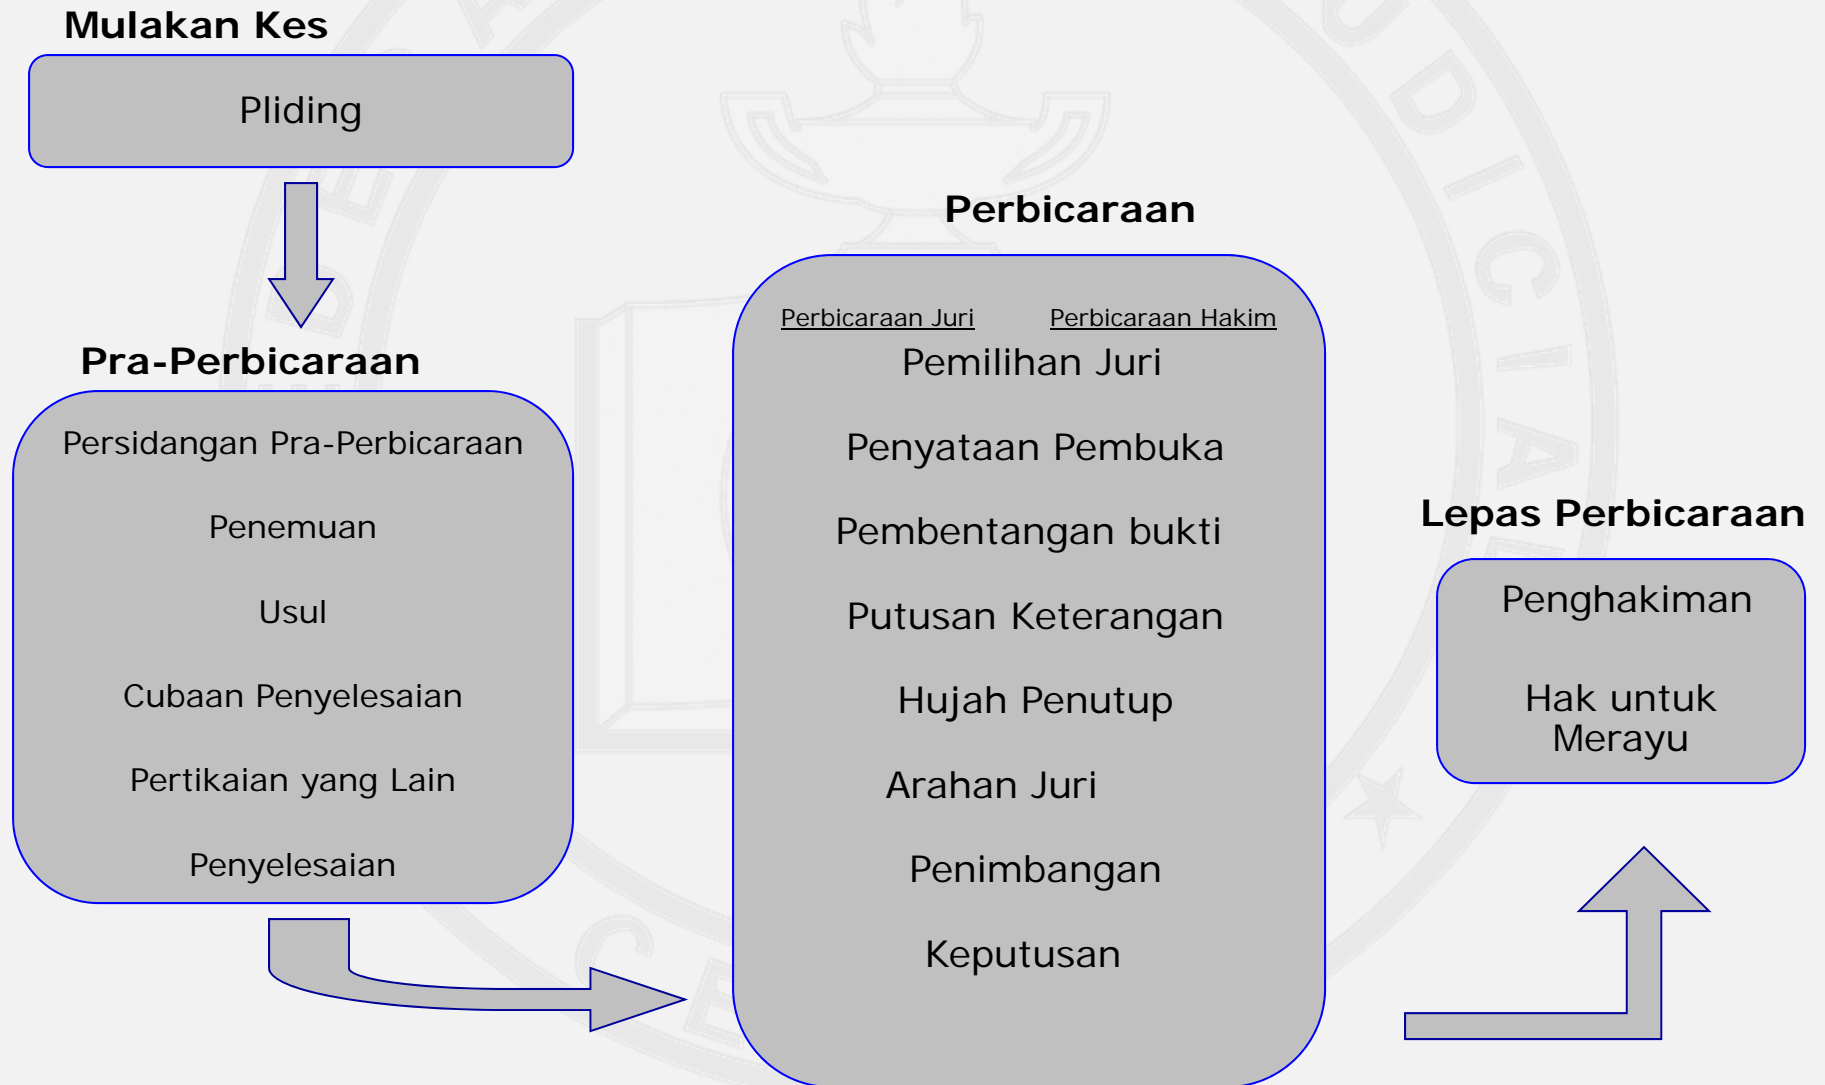 Mulakan Kes
Pliding
Pra-Perbicaraan
Persidangan Pra-Perbicaraan
Penemuan
Usul
Cubaan Penyelesaian
Pertikaian yang Lain
Penyelesaian
Perbicaraan
Perbicaraan Juri Perbicaraan Hakim
Pemilihan Juri
Penyataan Pembuka
Pembentangan bukti
Putusan Keterangan
Hujah Penutup
Arahan Juri
Penimbangan
Keputusan
Lepas Perbicaraan
Penghakiman
Hak untuk
Merayu